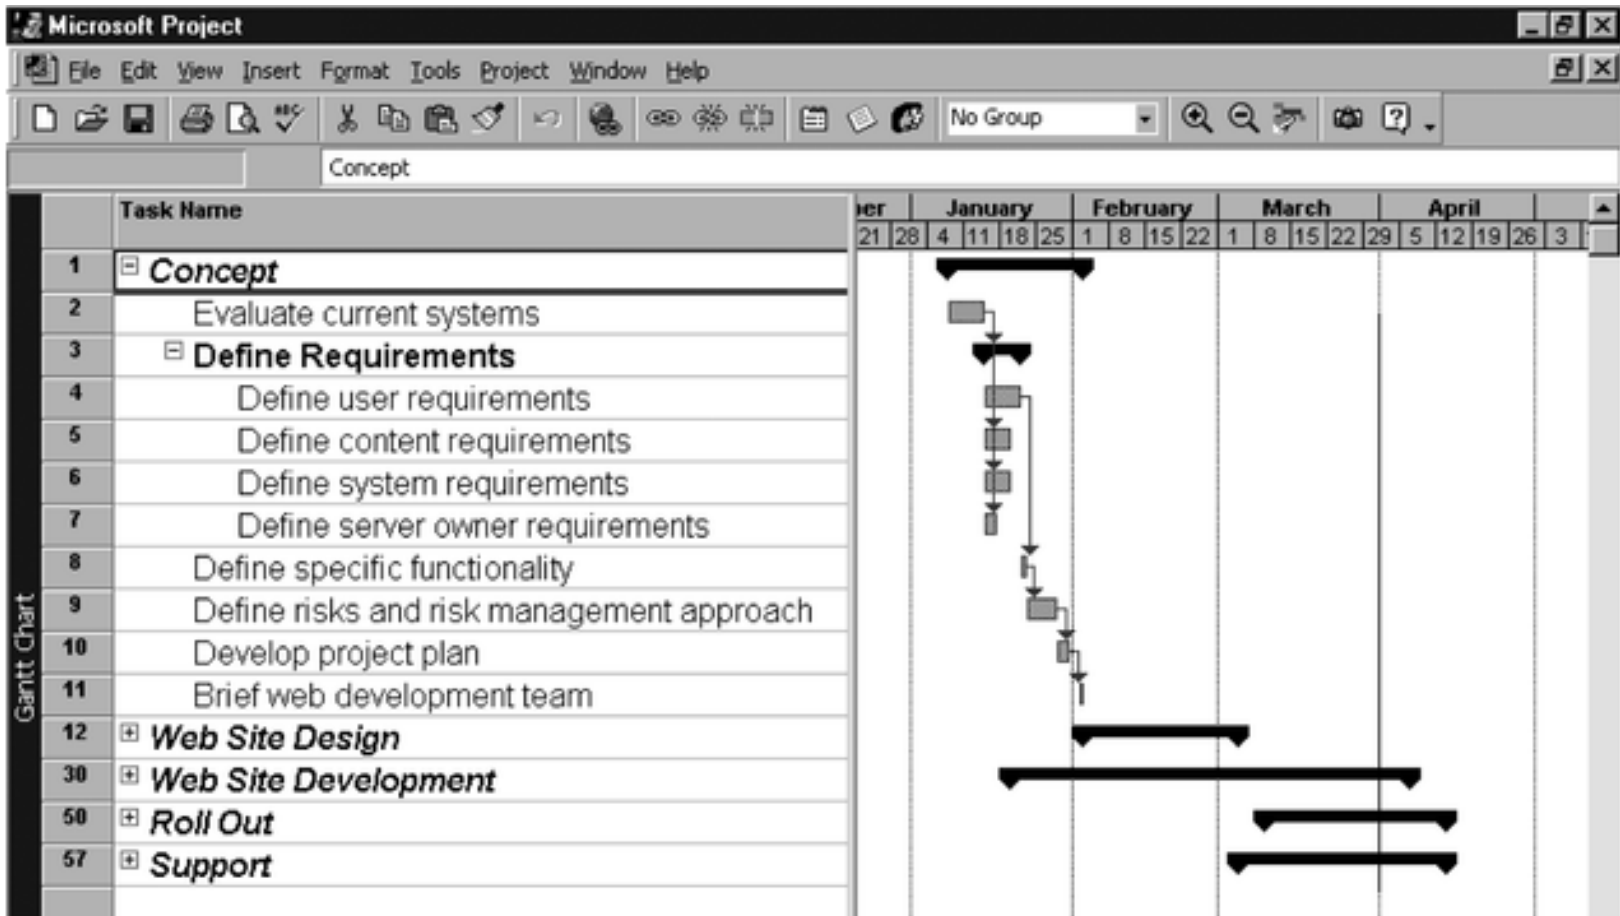 Microsoft Project
File Edit View Insert Format Tools Project Window Help
ABC No Group ?
Concept
Task Name
ber January February March April
21 28 4 11 18 25 1 8 15 22 1 8 15 22 29 5 12 19 26 3
1 Concept
2 Evaluate current systems
3 Define Requirements
4 Define user requirements
5 Define content requirements
6 Define system requirements
7 Define server owner requirements
8 Define specific functionality
9 Define risks and risk management approach
10 Develop project plan
11 Brief web development team
12 Web Site Design
30 Web Site Development
50 Roll Out
57 Support
Gantt Chart